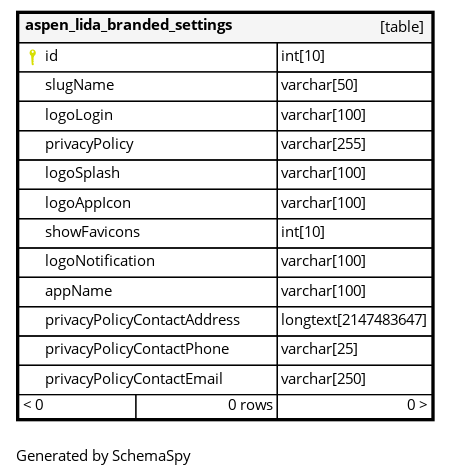 aspen_lida_branded_settings [table]
id int[10]
slugName varchar[50]
logoLogin varchar[100]
privacyPolicy varchar[255]
logoSplash varchar[100]
logoAppIcon varchar[100]
showFavicons int[10]
logoNotification varchar[100]
appName varchar[100]
privacyPolicyContactAddress longtext[2147483647]
privacyPolicyContactPhone varchar[25]
privacyPolicyContactEmail varchar[250]
< 0 0 rows 0 >
Generated by SchemaSpy